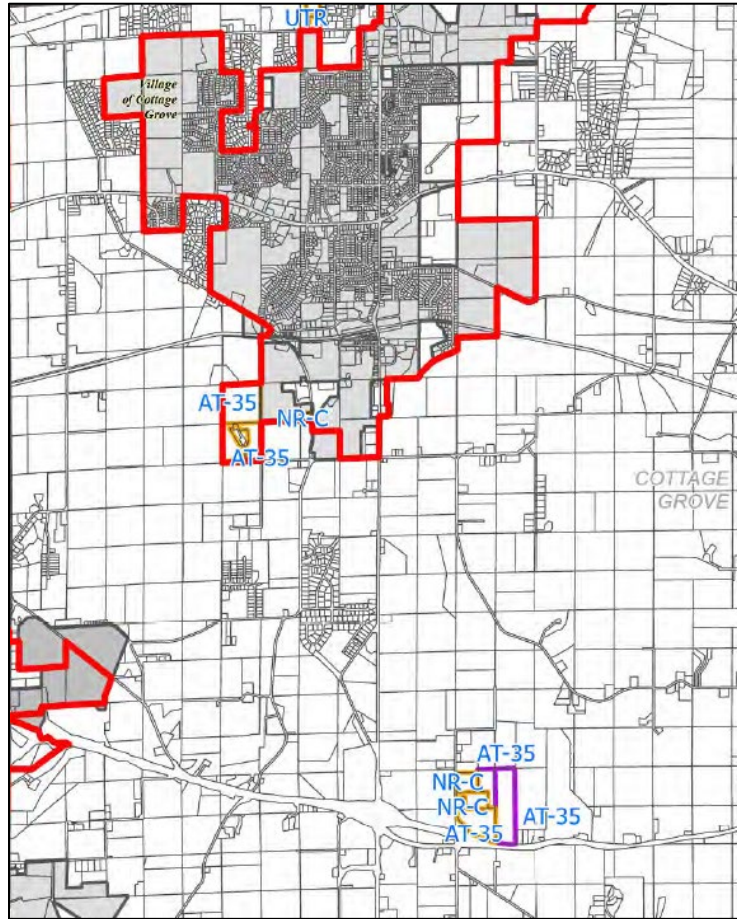 UTR
Village
of Cottage
Grove
AT-35
NR-C
AT-35
COTTAGE
GROVE
AT-35
NR-C
NR-C
AT-35
AT-35